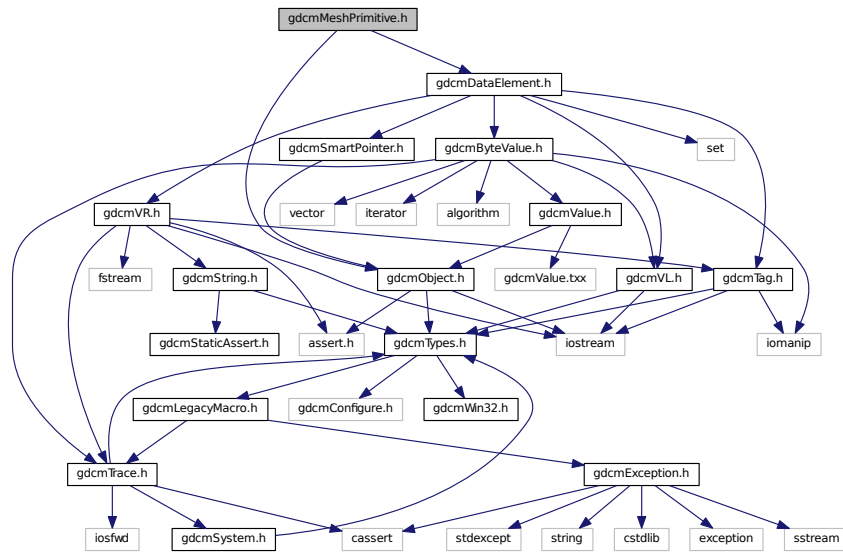 gdcmMeshPrimitive.h
gdcmDataElement.h
gdcmSmartPointer.h
gdcmByteValue.h
set
gdcmVR.h
vector
iterator
algorithm
gdcmValue.h
fstream
gdcmString.h
gdcmObject.h
gdcmValue.txx
gdcmVL.h
gdcmTag.h
gdcmStaticAssert.h
assert.h
gdcmTypes.h
iostream
iomanip
gdcmLegacyMacro.h
gdcmConfigure.h
gdcmWin32.h
gdcmTrace.h
gdcmException.h
iosfwd
gdcmSystem.h
cassert
stdexcept
string
cstdlib
exception
sstream